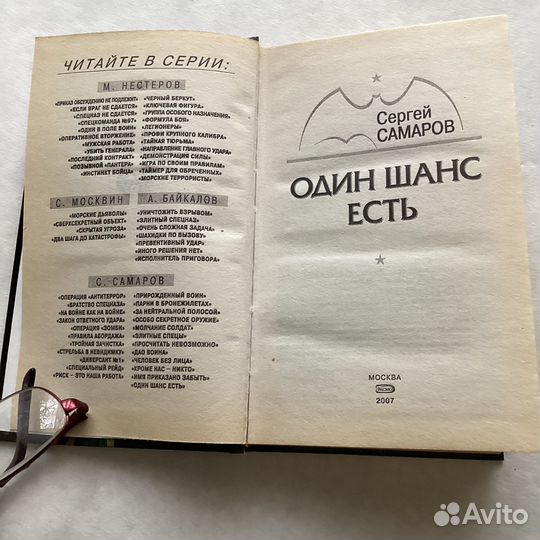 ЧИТАЙТЕ В СЕРИИ:
М. НЕСТЕРОВ
«ПРИКАЗ ОБСУЖДЕНИЮ НЕ ПОДЛЕЖИТ»
«ЕСЛИ ВРАГ НЕ СДАЕТСЯ»
«СПЕЦНАЗ НЕ СДАЕТСЯ»
«СПЕЦКОМАНДА №97»
«ОДИН В ПОЛЕ ВОИН»
«ОПЕРАТИВНОЕ ВТОРЖЕНИЕ»
«МУЖСКАЯ РАБОТА»
«УБИТЬ ГЕНЕРАЛА»
«ПОСЛЕДНИЙ КОНТРАКТ»
«ПОЗЫВНОЙ «ПАНТЕРА»
«ИНСТИНКТ БОЙЦА»
«ЧЕРНЫЙ БЕРКУТ»
«КЛЮЧЕВАЯ ФИГУРА»
«ГРУППА ОСОБОГО НАЗНАЧЕНИЯ»
«ФОРМУЛА БОЯ»
«ЛЕГИОНЕРЫ»
«ПРОФИ КРУПНОГО КАЛИБРА»
«ТАЙНАЯ ТЮРЬМА»
«НАПРАВЛЕНИЕ ГЛАВНОГО УДАРА»
«ДЕМОНСТРАЦИЯ СИЛЫ»
«ИГРА ПО СВОИМ ПРАВИЛАМ»
«ТАЙМЕР ДЛЯ ОБРЕЧЕННЫХ»
«МОРСКИЕ ТЕРРОРИСТЫ»
С. МОСКВИН
«МОРСКИЕ ДЬЯВОЛЫ»
«СВЕРХСЕКРЕТНЫЙ ОБЪЕКТ»
«СКРЫТАЯ УГРОЗА»
«ДВА ШАГА ДО КАТАСТРОФЫ»
А. БАЙКАЛОВ
«УНИЧТОЖИТЬ ВЗРЫВОМ»
«ЭЛИТНЫЙ СПЕЦНАЗ»
«ОЧЕНЬ СЛОЖНАЯ ЗАДАЧА»
«ШАХИДКИ ПО ВЫЗОВУ»
«ПРЕВЕНТИВНЫЙ УДАР»
«ИНОГО РЕШЕНИЯ НЕТ»
«ИСПОЛНИТЕЛЬ ПРИГОВОРА»
С. САМАРОВ
«ОПЕРАЦИЯ «АНТИТЕРРОР»
«БРАТСТВО СПЕЦНАЗА»
«НА ВОЙНЕ КАК НА ВОЙНЕ»
«ЗАКОН ОТВЕТНОГО УДАРА»
«ОПЕРАЦИЯ «ЗОМБИ»
«ПРАВИЛА АБОРДАЖА»
«ТРОЙНАЯ ЗАЧИСТКА»
«СТРЕЛЬБА В НЕВИДИМКУ»
«ДИВЕРСАНТ №1»
«СПЕЦИАЛЬНЫЙ РЕЙД»
«РИСК – ЭТО НАША РАБОТА»
«ПРИРОЖДЕННЫЙ ВОИН»
«ПАРНИ В БРОНЕЖИЛЕТАХ»
«ЗА НЕЙТРАЛЬНОЙ ПОЛОСОЙ»
«ОСОБО СЕКРЕТНОЕ ОРУЖИЕ»
«МОЛЧАНИЕ СОЛДАТ»
«ЭЛИТНЫЕ СПЕЦЫ»
«ПРОСЧИТАТЬ НЕВОЗМОЖНО»
«ДАО ВОИНА»
«ЧЕЛОВЕК БЕЗ ЛИЦА»
«КРОМЕ НАС – НИКТО»
«ИМЯ ПРИКАЗАНО ЗАБЫТЬ»
«ОДИН ШАНС ЕСТЬ»
Сергей
САМАРОВ
ОДИН ШАНС
ЕСТЬ
МОСКВА
ЭКСМО
2007
Avito